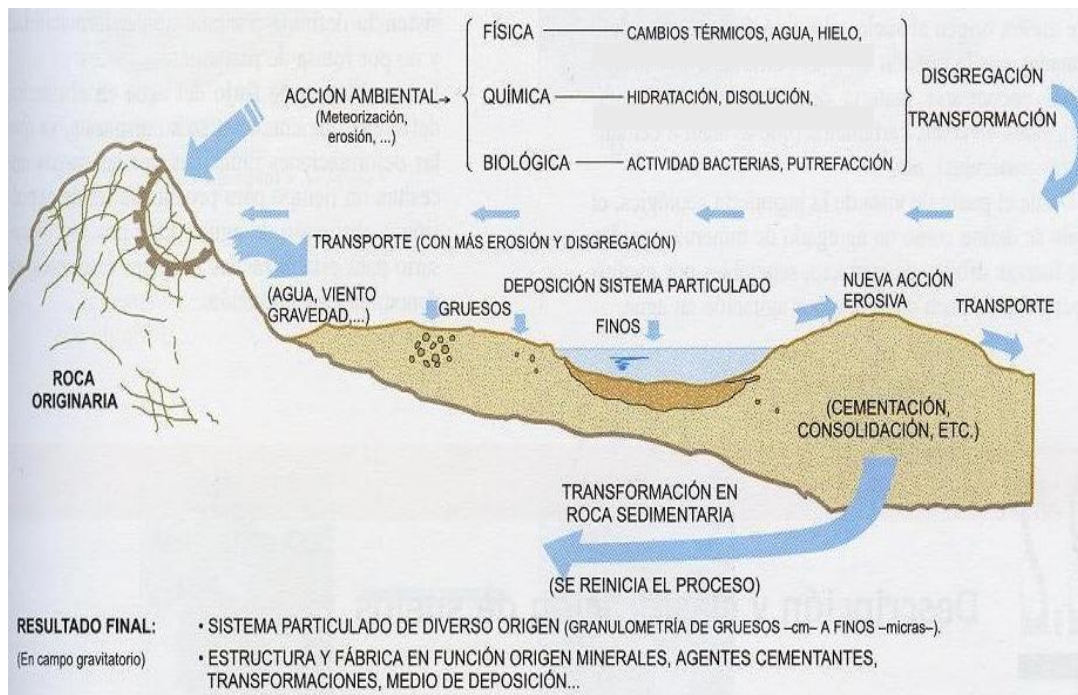 FÍSICA
CAMBIOS TÉRMICOS, AGUA, HIELO,
ACCIÓN AMBIENTAL
(Meteorización,
erosión, ...)
QUÍMICA
HIDRATACIÓN, DISOLUCIÓN,
DISGREGACIÓN
TRANSFORMACIÓN
BIOLÓGICA
ACTIVIDAD BACTERIAS, PUTREFACCIÓN
TRANSPORTE (CON MÁS EROSIÓN Y DISGREGACIÓN)
(AGUA, VIENTO
GRAVEDAD,...)
DEPOSICIÓN SISTEMA PARTICULADO
GRUESOS
FINOS
NUEVA ACCIÓN
EROSIVA
TRANSPORTE
ROCA
ORIGINARIA
(CEMENTACIÓN,
CONSOLIDACIÓN, ETC.)
TRANSFORMACIÓN EN
ROCA SEDIMENTARIA
(SE REINICIA EL PROCESO)
RESULTADO FINAL:
(En campo gravitatorio)
• SISTEMA PARTICULADO DE DIVERSO ORIGEN (GRANULOMETRÍA DE GRUESOS –cm– A FINOS –micras–).
• ESTRUCTURA Y FÁBRICA EN FUNCIÓN ORIGEN MINERALES, AGENTES CEMENTANTES,
TRANSFORMACIONES, MEDIO DE DEPOSICIÓN...